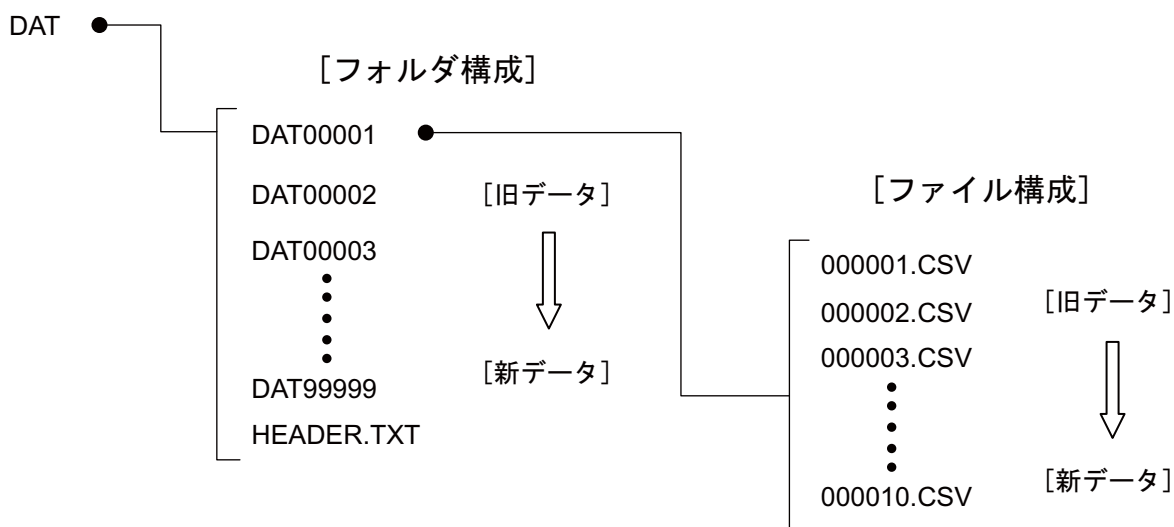 DAT
[フォルダ構成]
DAT00001
DAT00002
[旧データ]
DAT00003
[新データ]
DAT99999
HEADER.TXT
[ファイル構成]
000001.CSV
000002.CSV
[旧データ]
000003.CSV
[新データ]
000010.CSV